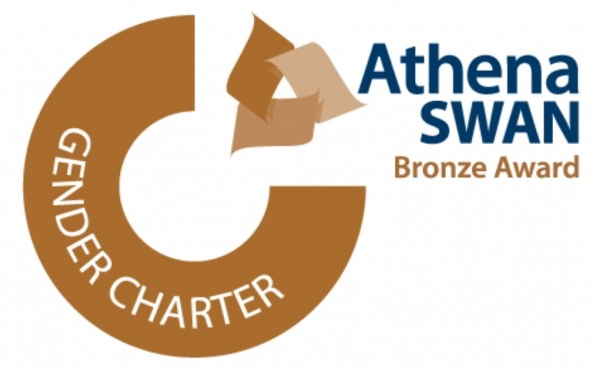 Athena
SWAN
Bronze Award
GENDER CHARTER